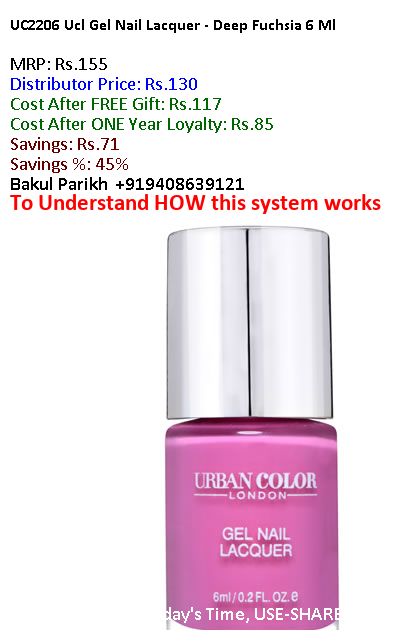 UC2206 Ucl Gel Nail Lacquer - Deep Fuchsia 6 Ml
MRP: Rs.155
Distributor Price: Rs.130
Cost After FREE Gift: Rs.117
Cost After ONE Year Loyalty: Rs.85
Savings: Rs.71
Savings %: 45%
Bakul Parikh +919408639121
To Understand HOW this system works
URBAN COLOR
LONDON
GEL NAIL
LACQUER
6ml/0.2 FL. OZ. e
day's Time, USE-SHARE